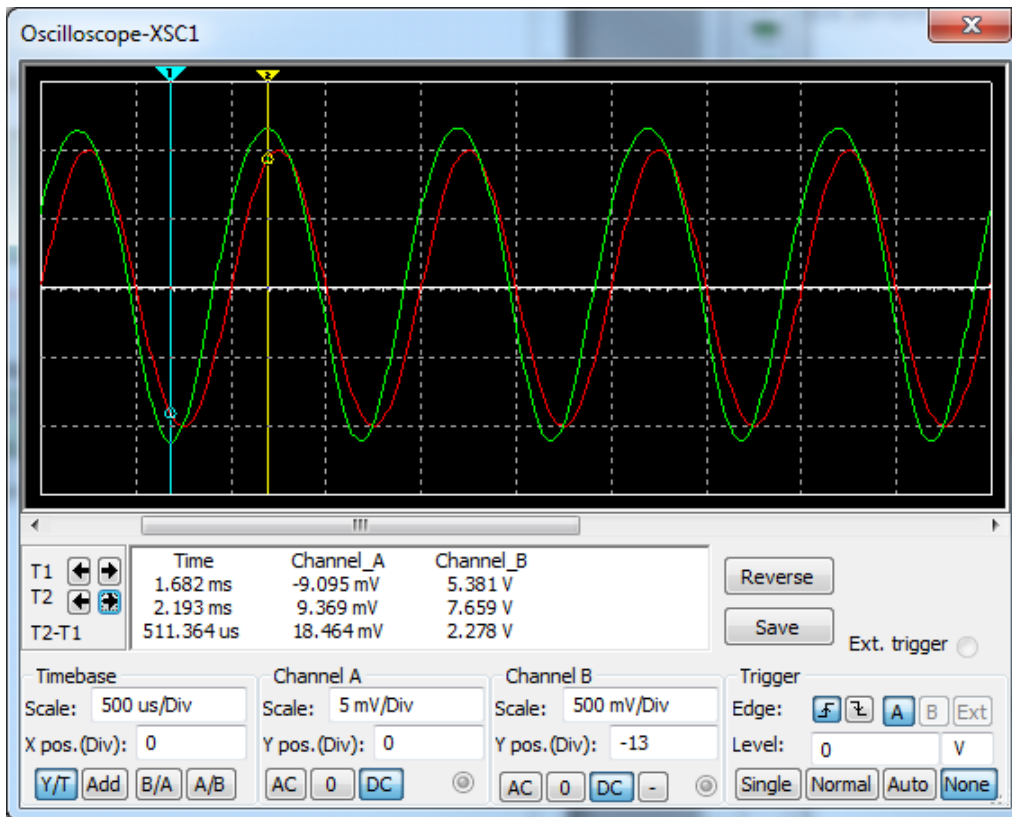 Oscilloscope-XSC1
1 2
Time Channel_A Channel_B
T1 1.682 ms -9.095 mV 5.381 V
T2 2.193 ms 9.369 mV 7.659 V
T2-T1 511.364 us 18.464 mV 2.278 V
Reverse
Save
Ext. trigger
Timebase Channel A Channel B Trigger
Scale: 500 us/Div Scale: 5 mV/Div Scale: 500 mV/Div Edge: A B Ext
X pos.(Div): 0 Y pos.(Div): 0 Y pos.(Div): -13 Level: 0 V
Y/T Add B/A A/B AC 0 DC AC 0 DC - Single Normal Auto None